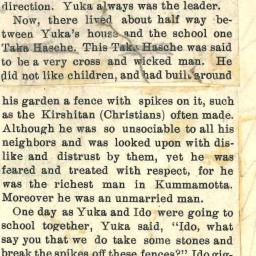 direction. Yuka always was the leader.
Now, there lived about half way be-
tween Yuka's house and the school one
Taka Hasche. This Taka Hasche was said
to be a very cross and wicked man. He
did not like children, and had built around
his garden a fence with spikes on it, such
as the Kirshitan (Christians) often made.
Although he was so unsociable to all his
neighbors and was looked upon with dis-
like and distrust by them, yet he was
feared and treated with respect, for he
was the richest man in Kummamotta.
Moreover he was an unmarried man.
One day as Yuka and Ido were going to
school together, Yuka said, “Ido, what
say you that we do take some stones and
break the spikes off these fences?” Ido gig-